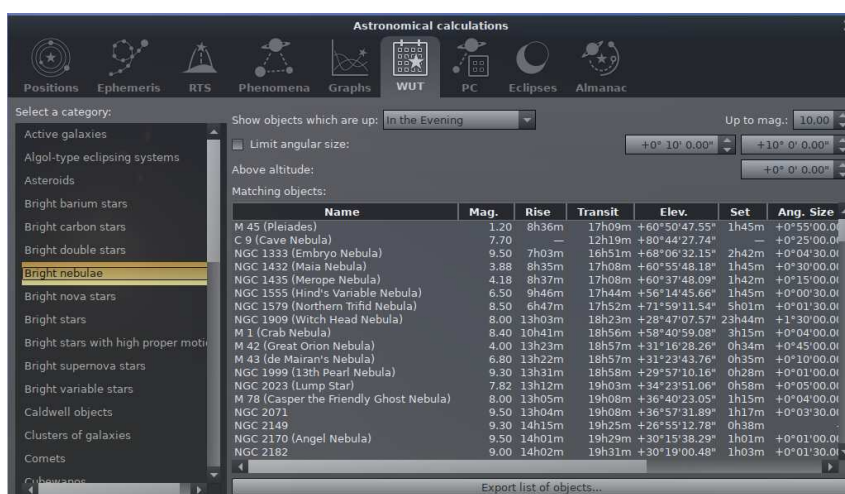 Astronomical calculations
Positions Ephemeris RTS Phenomena Graphs WUT PC Eclipses Almanac
Select a category:
Active galaxies
Algol-type eclipsing systems
Asteroids
Bright barium stars
Bright carbon stars
Bright double stars
Bright nebulae
Bright nova stars
Bright stars
Bright stars with high proper moti
Bright supernova stars
Bright variable stars
Caldwell objects
Clusters of galaxies
Comets
Cubewanos
Show objects which are up: In the Evening Up to mag.: 10.00
Limit angular size: +0° 10' 0.00" +10° 0' 0.00"
Above altitude: +0° 0' 0.00"
Matching objects:
Name Mag. Rise Transit Elev. Set Ang. Size
M 45 (Pleiades) 1.20 8h36m 17h09m +60°50'47.55" 1h45m +0°55'00.0
C 9 (Cave Nebula) 7.70 — 12h19m +80°44'27.74" — +0°25'00.0
NGC 1333 (Embryo Nebula) 9.50 7h03m 16h51m +68°06'32.15" 2h42m +0°04'30.0
NGC 1432 (Maia Nebula) 3.88 8h35m 17h08m +60°55'48.18" 1h45m +0°30'00.0
NGC 1435 (Merope Nebula) 4.18 8h37m 17h08m +60°37'48.09" 1h42m +0°15'00.0
NGC 1555 (Hind's Variable Nebula) 6.50 9h46m 17h44m +56°14'45.66" 1h45m +0°00'30.0
NGC 1579 (Northern Trifid Nebula) 8.50 6h47m 17h52m +71°59'11.54" 5h01m +0°01'30.0
NGC 1909 (Witch Head Nebula) 8.00 13h03m 18h23m +28°47'07.57" 23h44m +1°30'00.0
M 1 (Crab Nebula) 8.40 10h41m 18h56m +58°40'59.08" 3h15m +0°04'00.0
M 42 (Great Orion Nebula) 4.00 13h23m 18h57m +31°16'28.26" 0h34m +0°45'00.0
M 43 (de Mairan's Nebula) 6.80 13h22m 18h57m +31°23'43.76" 0h35m +0°10'00.0
NGC 1999 (13th Pearl Nebula) 9.30 13h31m 18h58m +29°57'10.16" 0h28m +0°01'00.0
NGC 2023 (Lump Star) 7.82 13h12m 19h03m +34°23'51.06" 0h58m +0°05'00.0
M 78 (Casper the Friendly Ghost Nebula) 8.00 13h05m 19h08m +36°40'23.05" 1h15m +0°04'00.0
NGC 2071 9.50 13h04m 19h08m +36°57'31.89" 1h17m +0°03'30.0
NGC 2149 9.30 14h15m 19h25m +26°55'12.78" 0h38m
NGC 2170 (Angel Nebula) 9.50 14h01m 19h29m +30°15'38.29" 1h01m +0°01'00.0
NGC 2182 9.00 14h02m 19h31m +30°19'00.48" 1h03m +0°01'30.0
Export list of objects...